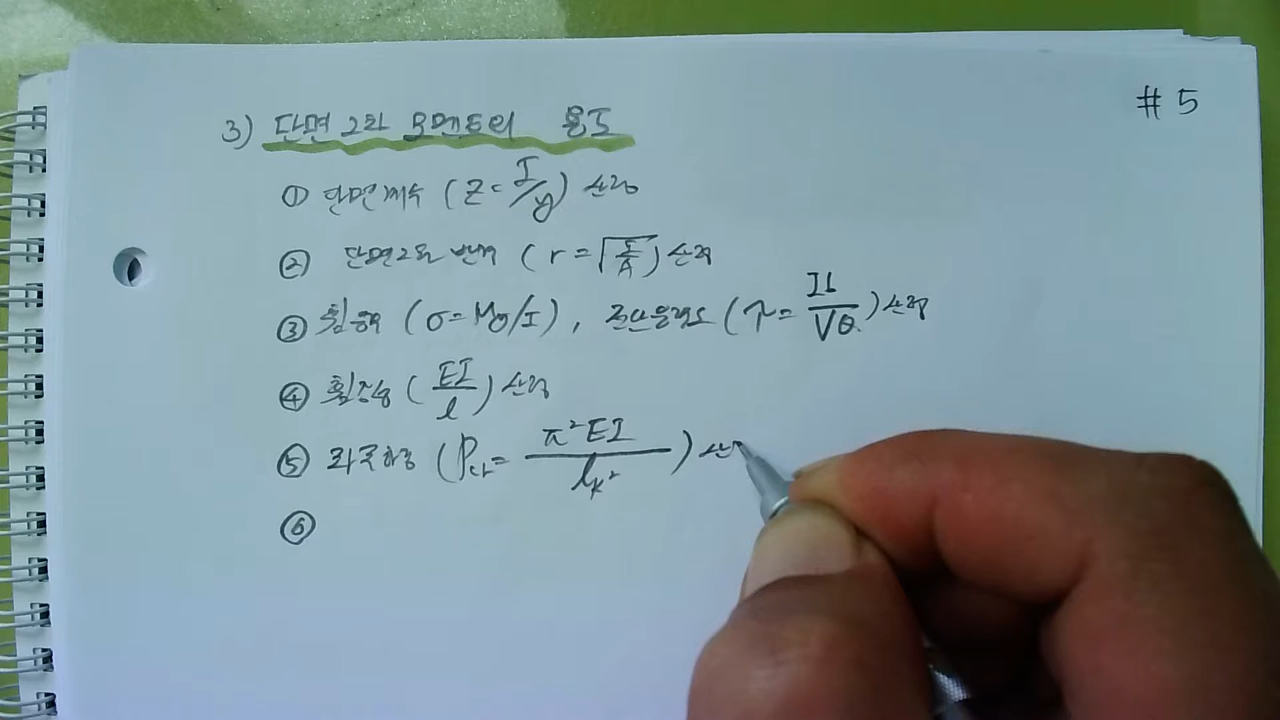 # 5
3) 단면 2차 모멘트의 용도
① 단면계수 (Z = I/y) 산정
② 단면2차 반경 (r = √I/A) 산정
③ 휨응력 (σ = My/I), 전단응력도 (τ = Ib/VQ) 산정
④ 휨강성 (EI/l) 산정
⑤ 좌굴하중 (Pcr = π²EI/lk²) 산
⑥